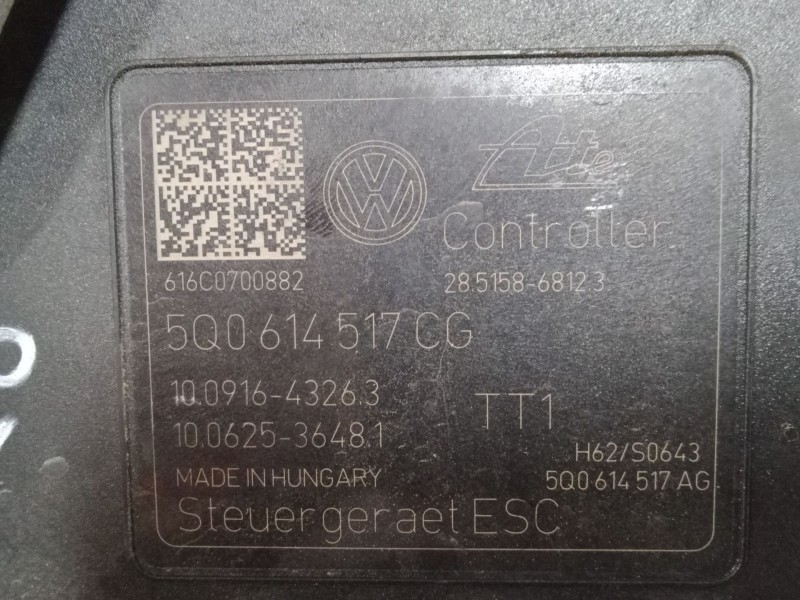 Ate
Controller
616C0700882
28.5158-6812.3
5Q0 614 517 CG
10.0916-4326.3
TT1
10.0625-3648.1
H62/S0643
MADE IN HUNGARY
5Q0 614 517 AG
Steuergeraet ESC